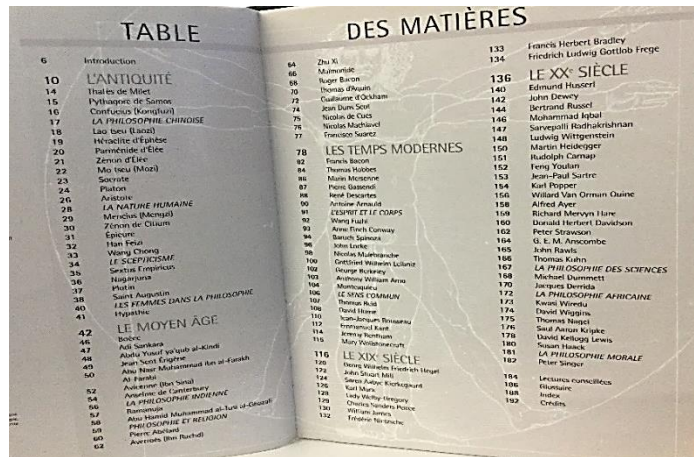 TABLE
6 Introduction
10 L'ANTIQUITÉ
14 Thalès de Milet
15 Pythagore de Samos
16 Confucius (Kongfuzi)
17 LA PHILOSOPHIE CHINOISE
18 Lao tseu (Laozi)
19 Héraclite d'Éphèse
20 Parménide d'Élée
21 Zénon d'Élée
22 Mo tseu (Mozi)
23 Socrate
24 Platon
26 Aristote
28 LA NATURE HUMAINE
29 Mencius (Mengzi)
30 Zénon de Citium
31 Épicure
32 Han Feizi
33 Wang Chong
34 LE SCEPTICISME
35 Sextus Empiricus
36 Nagarjuna
37 Plotin
38 Saint Augustin
40 LES FEMMES DANS LA PHILOSOPHIE
41 Hypathie
42 LE MOYEN ÂGE
46 Boèce
47 Adi Sankara
47 Abdu Yusuf ya'qub al-Kindi
48 Jean Scot Érigène
49 Abu Nasr Muhammad ibn al-Farakh
50 Al-Farabi
Avicenne (Ibn Sina)
52 Anselme de Canterbury
54 LA PHILOSOPHIE INDIENNE
56 Ramanuja
57 Abu Hamid Muhammad al-Tusi al-Ghazali
58 PHILOSOPHIE ET RELIGION
59 Pierre Abélard
60 Averroès (Ibn Rushd)
62
DES MATIÈRES
64 Zhu Xi
66 Maïmonide
68 Roger Bacon
70 Thomas d'Aquin
72 Guillaume d'Ockham
74 Jean Duns Scot
75 Nicolas de Cues
76 Nicolas Machiavel
77 Francisco Suarez
78 LES TEMPS MODERNES
82 Francis Bacon
84 Thomas Hobbes
86 Marin Mersenne
87 Pierre Gassendi
88 René Descartes
90 Antoine Arnauld
91 L'ESPRIT ET LE CORPS
92 Wang Fuzhi
93 Anne Finch Conway
94 Baruch Spinoza
96 John Locke
98 Nicolas Malebranche
100 Gottfried Wilhelm Leibniz
102 George Berkeley
103 Anthony William Amo
104 Montesquieu
106 LE SENS COMMUN
107 Thomas Reid
108 David Hume
110 Jean-Jacques Rousseau
112 Emmanuel Kant
114 Jeremy Bentham
115 Mary Wollstonecraft
116 LE XIXe SIÈCLE
120 Georg Wilhelm Friedrich Hegel
122 John Stuart Mill
124 Søren Aabye Kierkegaard
126 Karl Marx
128 Lady Welby-Gregory
129 Charles Sanders Peirce
130 William James
132 Frédéric Nietzsche
133 Francis Herbert Bradley
134 Friedrich Ludwig Gottlob Frege
136 LE XXe SIÈCLE
140 Edmund Husserl
142 John Dewey
144 Bertrand Russel
146 Mohammad Iqbal
147 Sarvepalli Radhakrishnan
148 Ludwig Wittgenstein
150 Martin Heidegger
151 Rudolph Carnap
152 Feng Youlan
153 Jean-Paul Sartre
154 Karl Popper
156 Willard Van Orman Quine
158 Alfred Ayer
159 Richard Mervyn Hare
160 Donald Herbert Davidson
162 Peter Strawson
164 G. E. M. Anscombe
165 John Rawls
166 Thomas Kuhn
167 LA PHILOSOPHIE DES SCIENCES
168 Michael Dummett
170 Jacques Derrida
172 LA PHILOSOPHIE AFRICAINE
173 Kwasi Wiredu
174 David Wiggins
175 Thomas Nagel
176 Saul Aaron Kripke
178 David Kellogg Lewis
180 Susan Haack
181 LA PHILOSOPHIE MORALE
182 Peter Singer
184 Lectures conseillées
186 Glossaire
188 Index
192 Crédits